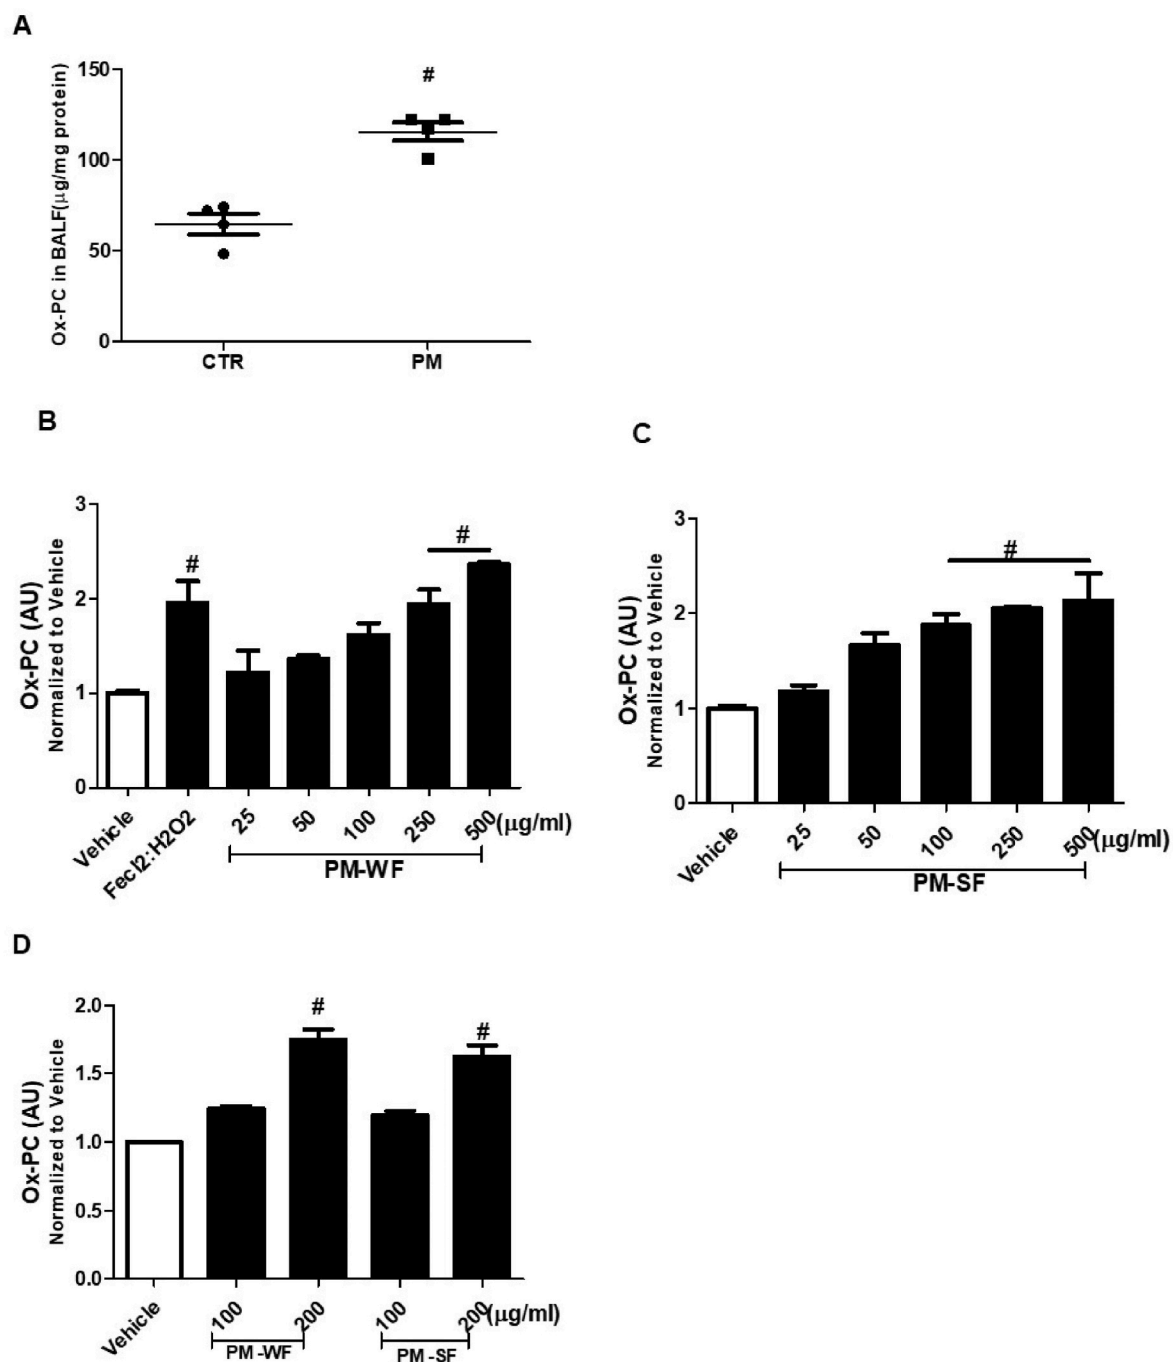 A
Ox-PC in BALF(μg/mg protein)
150
100
50
0
#
CTR
PM
B
Ox-PC (AU)
Normalized to Vehicle
3
2
1
0
#
#
Vehicle
Fecl2:H2O2
25
50
100
250
500(μg/ml)
PM-WF
C
Ox-PC (AU)
Normalized to Vehicle
3
2
1
0
#
Vehicle
25
50
100
250
500(μg/ml)
PM-SF
D
Ox-PC (AU)
Normalized to Vehicle
2.0
1.5
1.0
0.5
0.0
#
#
Vehicle
100
200
100
200(μg/ml)
PM-WF
PM-SF